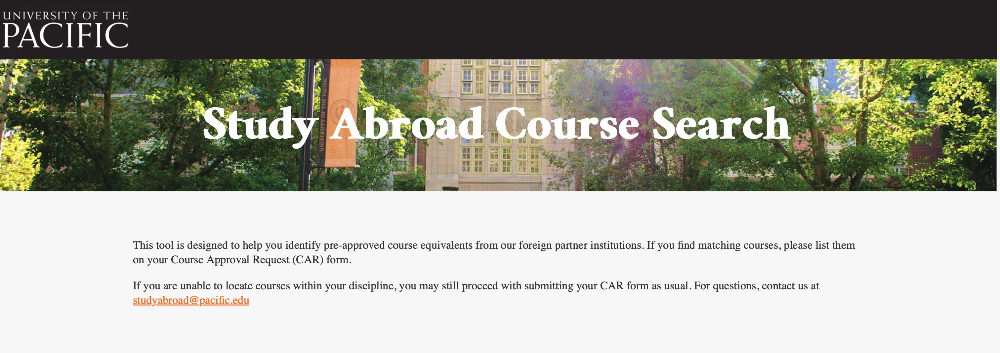 UNIVERSITY OF THE
PACIFIC
UNIVERSITY OF THE PACIFIC
Study Abroad Course Search
This tool is designed to help you identify pre-approved course equivalents from our foreign partner institutions. If you find matching courses, please list them
on your Course Approval Request (CAR) form.
If you are unable to locate courses within your discipline, you may still proceed with submitting your CAR form as usual. For questions, contact us at
studyabroad@pacific.edu